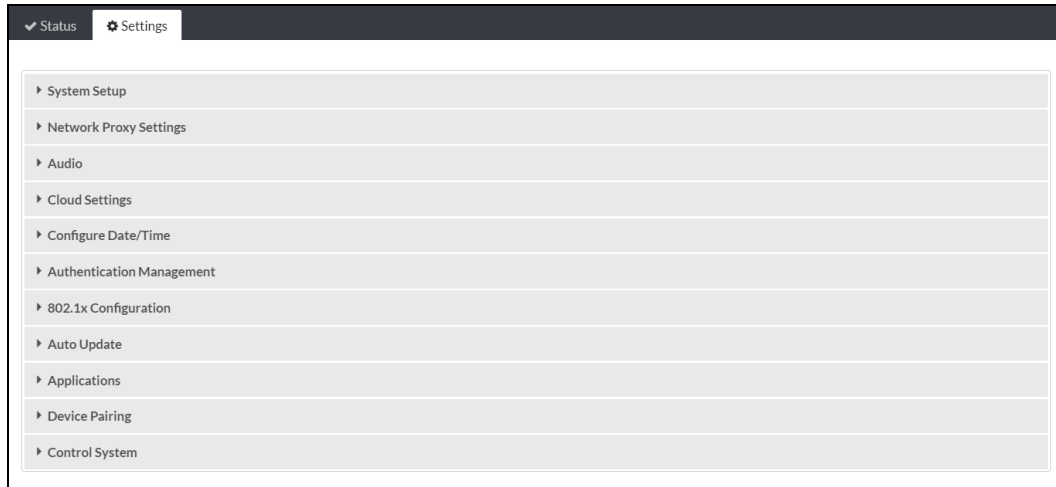 Status Settings
System Setup
Network Proxy Settings
Audio
Cloud Settings
Configure Date/Time
Authentication Management
802.1x Configuration
Auto Update
Applications
Device Pairing
Control System